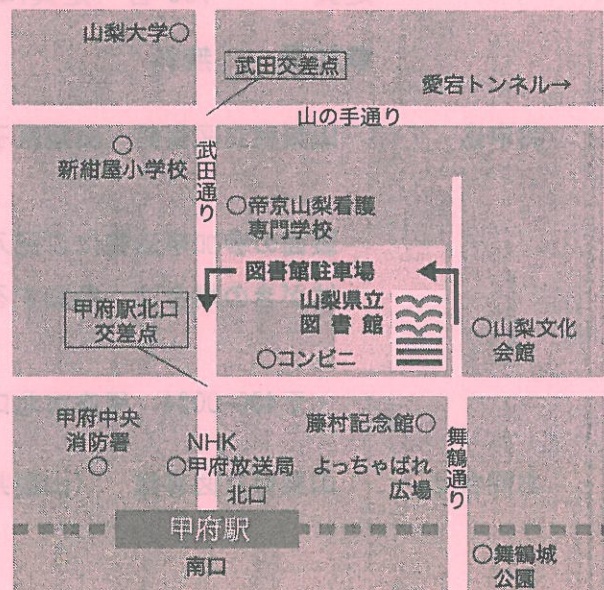 山梨大学
武田交差点
愛宕トンネル→
山の手通り
新紺屋小学校
武田通り
帝京山梨看護
専門学校
図書館駐車場
山梨県立
図書館
コンビニ
甲府駅北口
交差点
山梨文化
会館
甲府中央
消防署
NHK
甲府放送局
北口
藤村記念館
よっちゃばれ
広場
舞鶴通り
甲府駅
南口
舞鶴城
公園